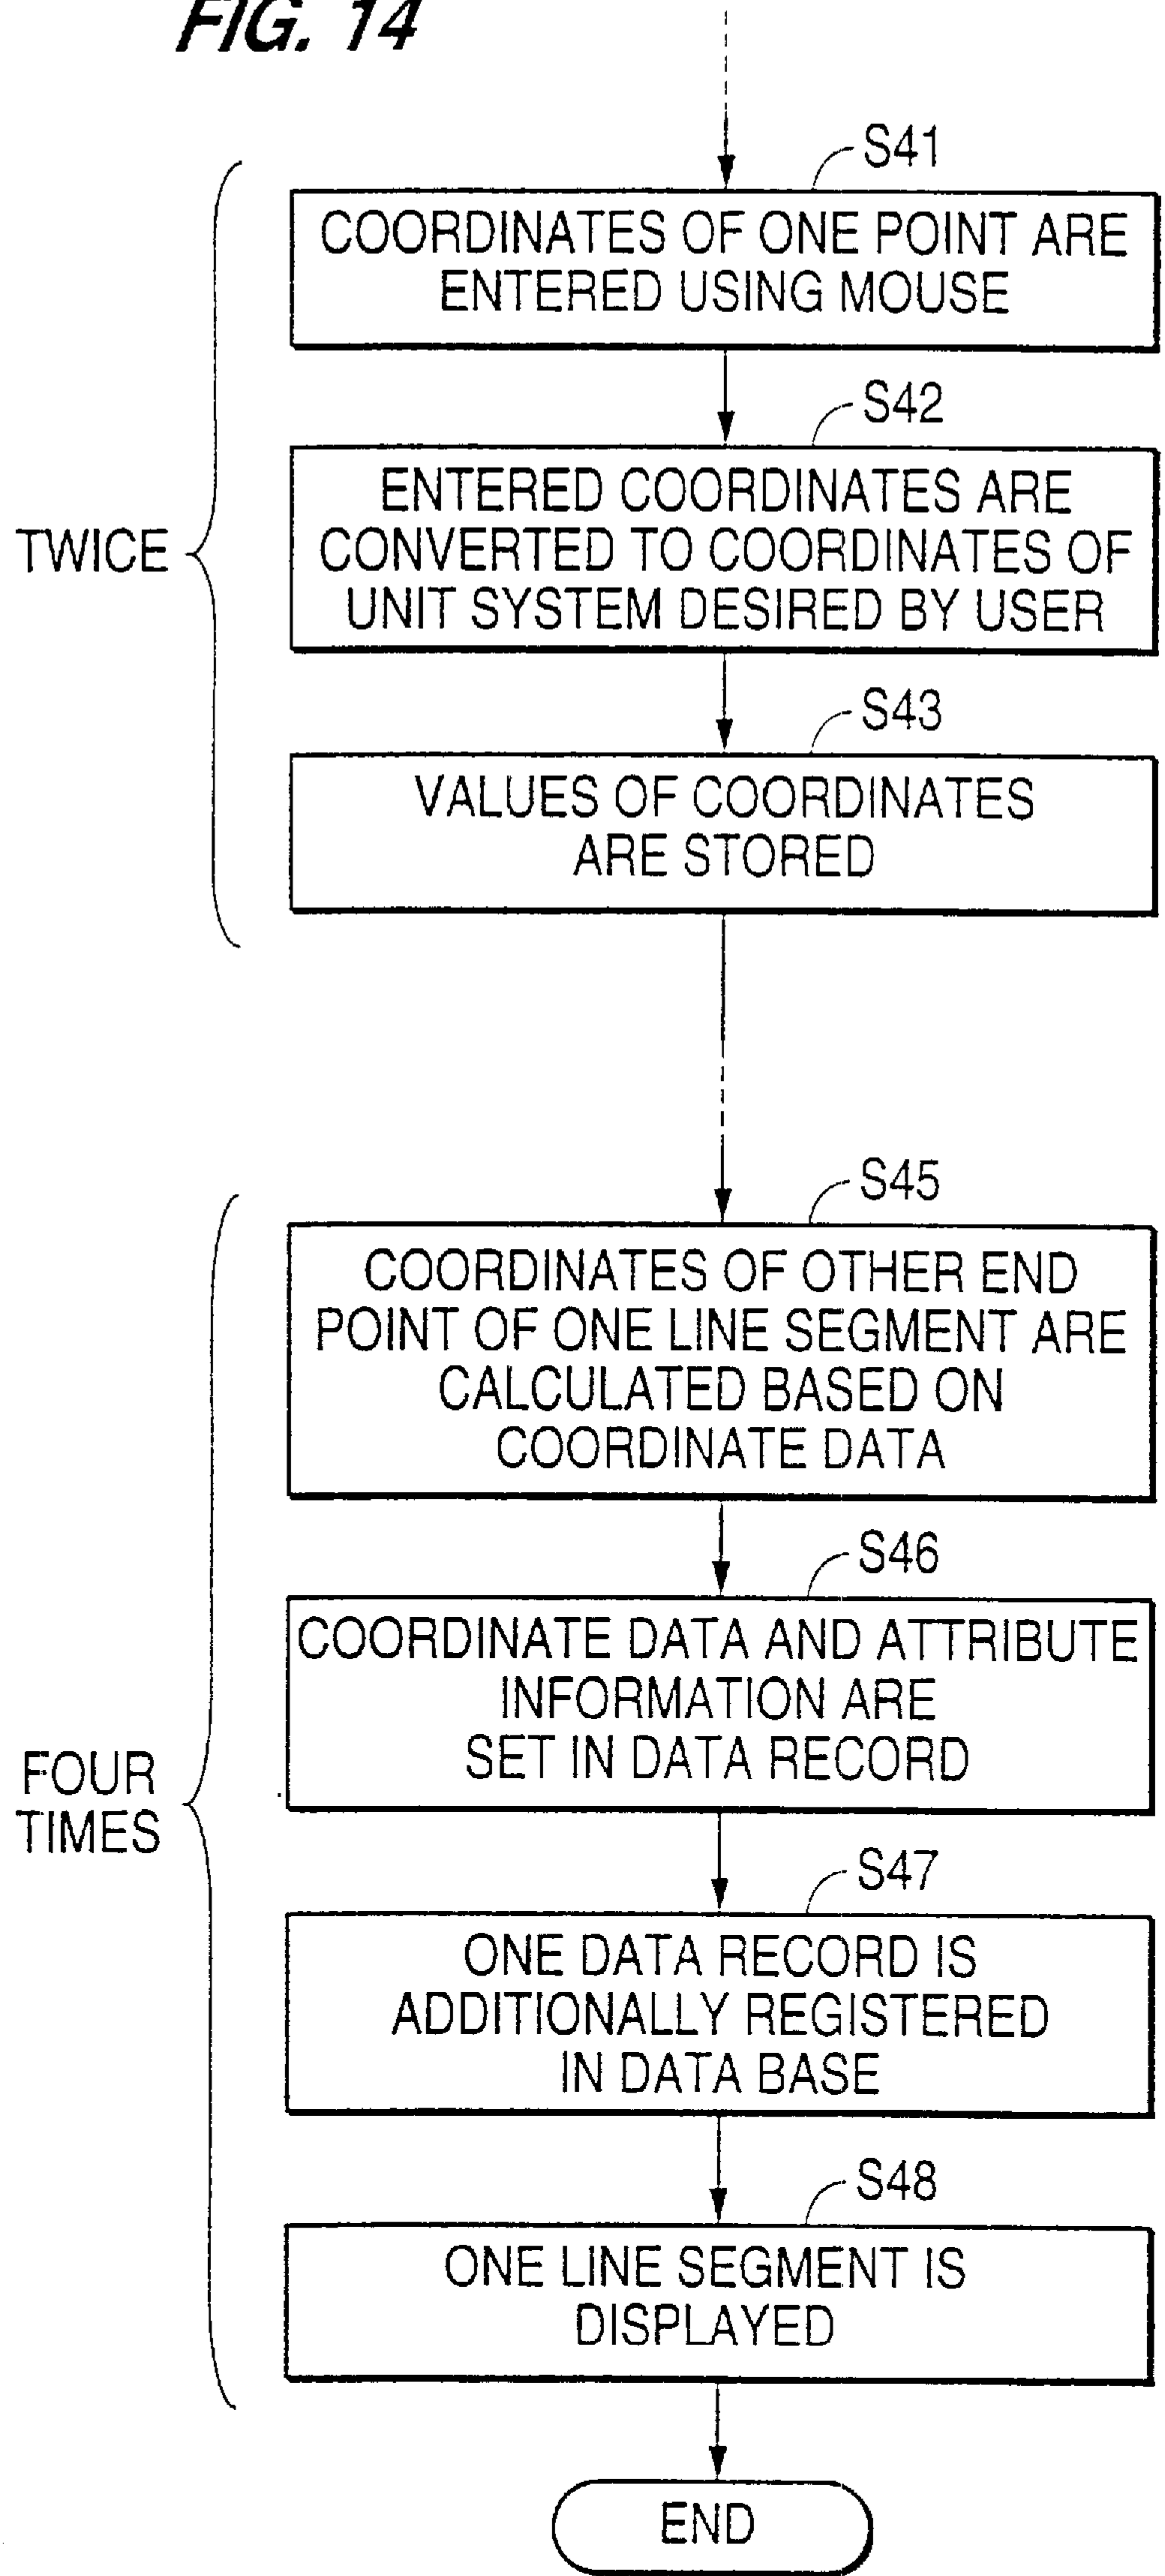 FIG. 14
S41
COORDINATES OF ONE POINT ARE
ENTERED USING MOUSE
S42
ENTERED COORDINATES ARE
CONVERTED TO COORDINATES OF
UNIT SYSTEM DESIRED BY USER
TWICE
S43
VALUES OF COORDINATES
ARE STORED
S45
COORDINATES OF OTHER END
POINT OF ONE LINE SEGMENT ARE
CALCULATED BASED ON
COORDINATE DATA
S46
COORDINATE DATA AND ATTRIBUTE
INFORMATION ARE
SET IN DATA RECORD
FOUR
TIMES
S47
ONE DATA RECORD IS
ADDITIONALLY REGISTERED
IN DATA BASE
S48
ONE LINE SEGMENT IS
DISPLAYED
END